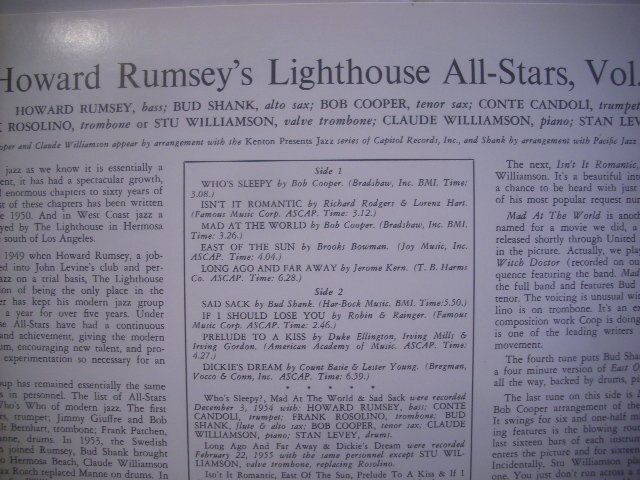 Howard Rumsey's Lighthouse All-Stars, Vol.
HOWARD RUMSEY, bass; BUD SHANK, alto sax; BOB COOPER, tenor sax; CONTE CANDOLI, trumpet
ROSOLINO, trombone or STU WILLIAMSON, valve trombone; CLAUDE WILLIAMSON, piano; STAN LEVEY
oper and Claude Williamson appear by arrangement with the Kenton Presents Jazz series of Capitol Records, Inc., and Shank by arrangement with Pacific Jazz
jazz as we know it is essentially a
ent, it has had a spectacular growth,
enormous chapters to sixty years of
st of these chapters has been written
e 1950. And in West Coast jazz a
yed by The Lighthouse in Hermosa
south of Los Angeles.
1949 when Howard Rumsey, a job-
ed into John Levine's club and per-
azz on a trial basis, The Lighthouse
ion of being the only place in the
er has kept his modern jazz group
a year for over five years. Under
se All-Stars have had a continuous
and achievement, giving the modern
um, encouraging new talent, and pro-
experimentation so necessary for an
oup has remained essentially the same
s in personnel. The list of All-Stars
ho's Who of modern jazz. The first
rs, trumpet; Jimmy Giuffre and Bob
k Bernhart, trombone; Frank Patchen,
nne, drums. In 1953, the Swedish
n joined Rumsey, Bud Shank brought
o Hermosa Beach, Claude Williamson
ax Roach replaced Manne on drums. In
Side 1
WHO'S SLEEPY by Bob Cooper. (Bradshaw, Inc. BMI. Time:
3.08.)
ISN'T IT ROMANTIC by Richard Rodgers & Lorenz Hart.
(Famous Music Corp. ASCAP. Time: 3.12.)
MAD AT THE WORLD by Bob Cooper. (Bradshaw, Inc. BMI.
Time: 3.26.)
EAST OF THE SUN by Brooks Bowman. (Joy Music, Inc.
ASCAP. Time: 4.04.)
LONG AGO AND FAR AWAY by Jerome Kern. (T. B. Harms
Co. ASCAP. Time: 6.28.)
Side 2
SAD SACK by Bud Shank. (Har-Bock Music. BMI. Time:5.50.)
IF I SHOULD LOSE YOU by Robin & Rainger. (Famous
Music Corp. ASCAP. Time: 2.46.)
PRELUDE TO A KISS by Duke Ellington, Irving Mills &
Irving Gordon. (American Academy of Music. ASCAP. Time:
4.27.)
DICKIE'S DREAM by Count Basie & Lester Young. (Bregman,
Vocco & Conn, Inc. ASCAP. Time: 6.39.)
* * * * *
Who's Sleepy?, Mad At The World & Sad Sack were recorded
December 3, 1954 with: HOWARD RUMSEY, bass; CONTE
CANDOLI, trumpet; FRANK ROSOLINO, trombone; BUD
SHANK, flute & alto sax; BOB COOPER, tenor sax; CLAUDE
WILLIAMSON, piano; STAN LEVEY, drums.
Long Ago And Far Away & Dickie's Dream were recorded
February 22, 1955 with the same personnel except STU WIL-
LIAMSON, valve trombone, replacing Rosolino.
Isn't It Romantic, East Of The Sun, Prelude To A Kiss & If I
The next, Isn't It Romantic,
Williamson. It's a beautiful inte
a chance to be heard with just
of his most popular request nu
Mad At The World is anoth
named for a movie we did, a
released shortly through United
in the picture. Actually, we pla
Witch Doctor (recorded on ou
quence featuring the band. Mad
the full band and features Bud
tenor. The voicing is unusual wi
lino is on trombone. It's an ex
composition work Coop is doing
is one of the leading writers
movement.
The fourth tune puts Bud Sha
a four minute version of East O
all the way, backed by drums, p
The last tune on this side is L
Bob Cooper arrangement of the
It swings for six and one-half m
ing features is the blowing rout
last sixteen bars of each instrum
enters the picture and for sixteen
Incidentally, Stu Williamson pi
one. You just don't run across a